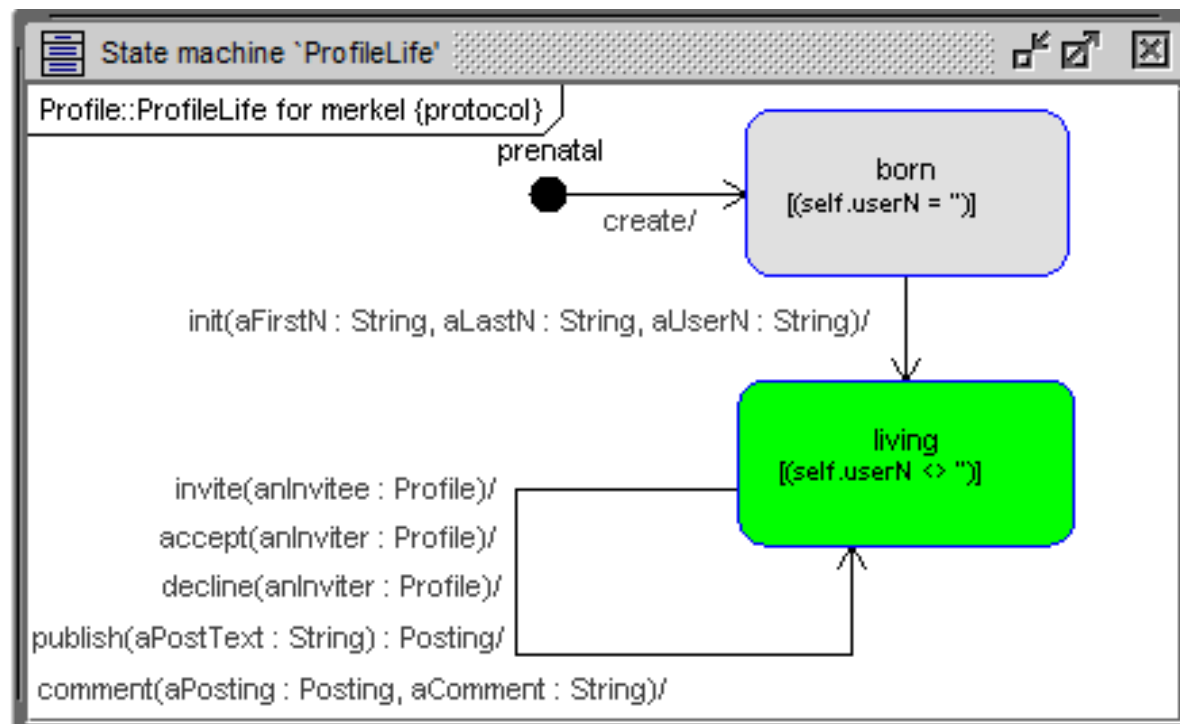 State machine `ProfileLife'
Profile::ProfileLife for merkel {protocol}
prenatal
create/
born
[(self.userN = '')]
init(aFirstN : String, aLastN : String, aUserN : String)/
living
[(self.userN <> '')]
invite(anInvitee : Profile)/
accept(anInviter : Profile)/
decline(anInviter : Profile)/
publish(aPostText : String) : Posting/
comment(aPosting : Posting, aComment : String)/